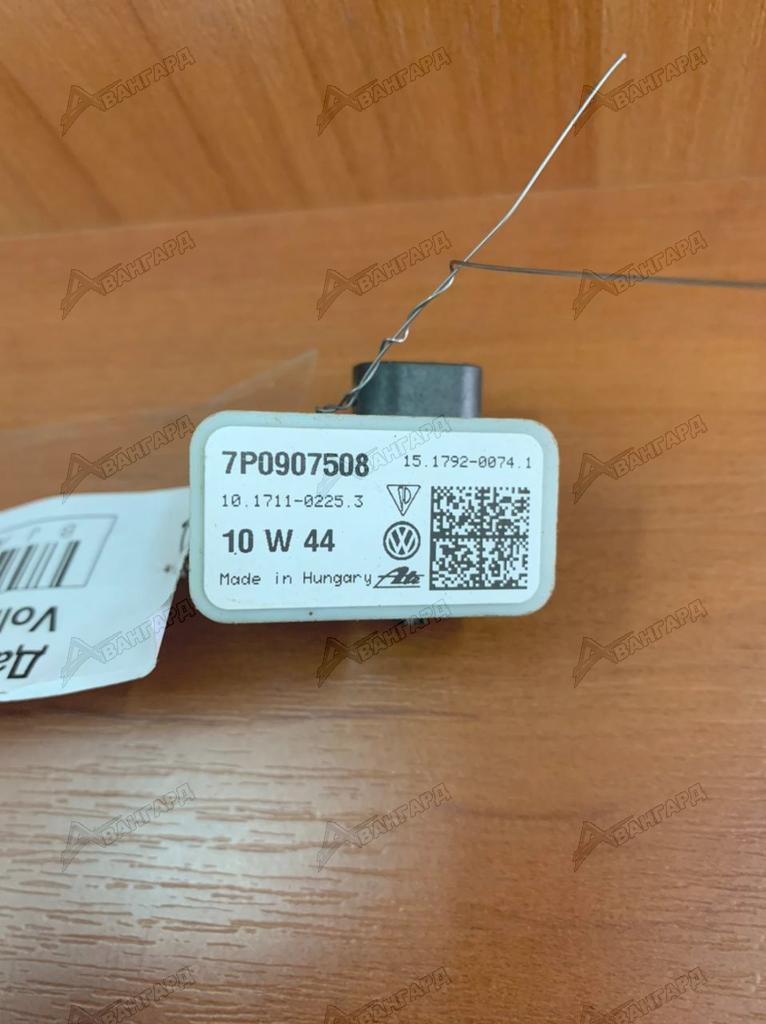 7P0907508
15.1792-0074.1
10.1711-0225.3
10 W 44
Made in Hungary
Ate
АВАНГАРД